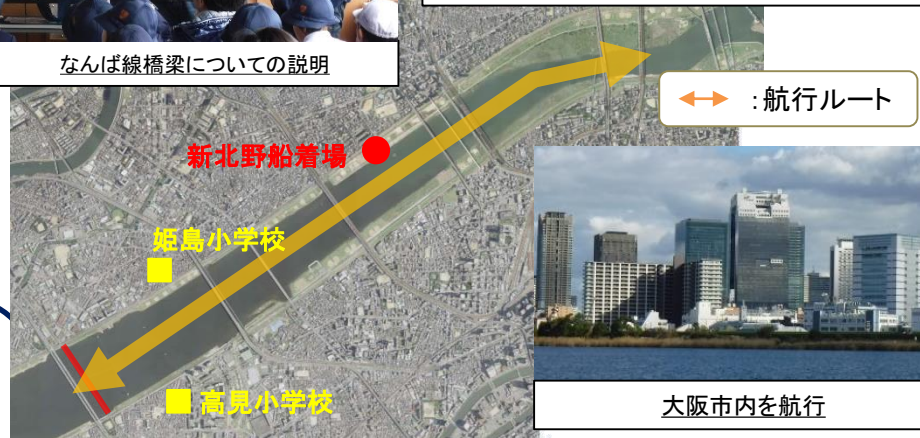 なんば線橋梁についての説明
:航行ルート
新北野船着場
姫島小学校
高見小学校
大阪市内を航行